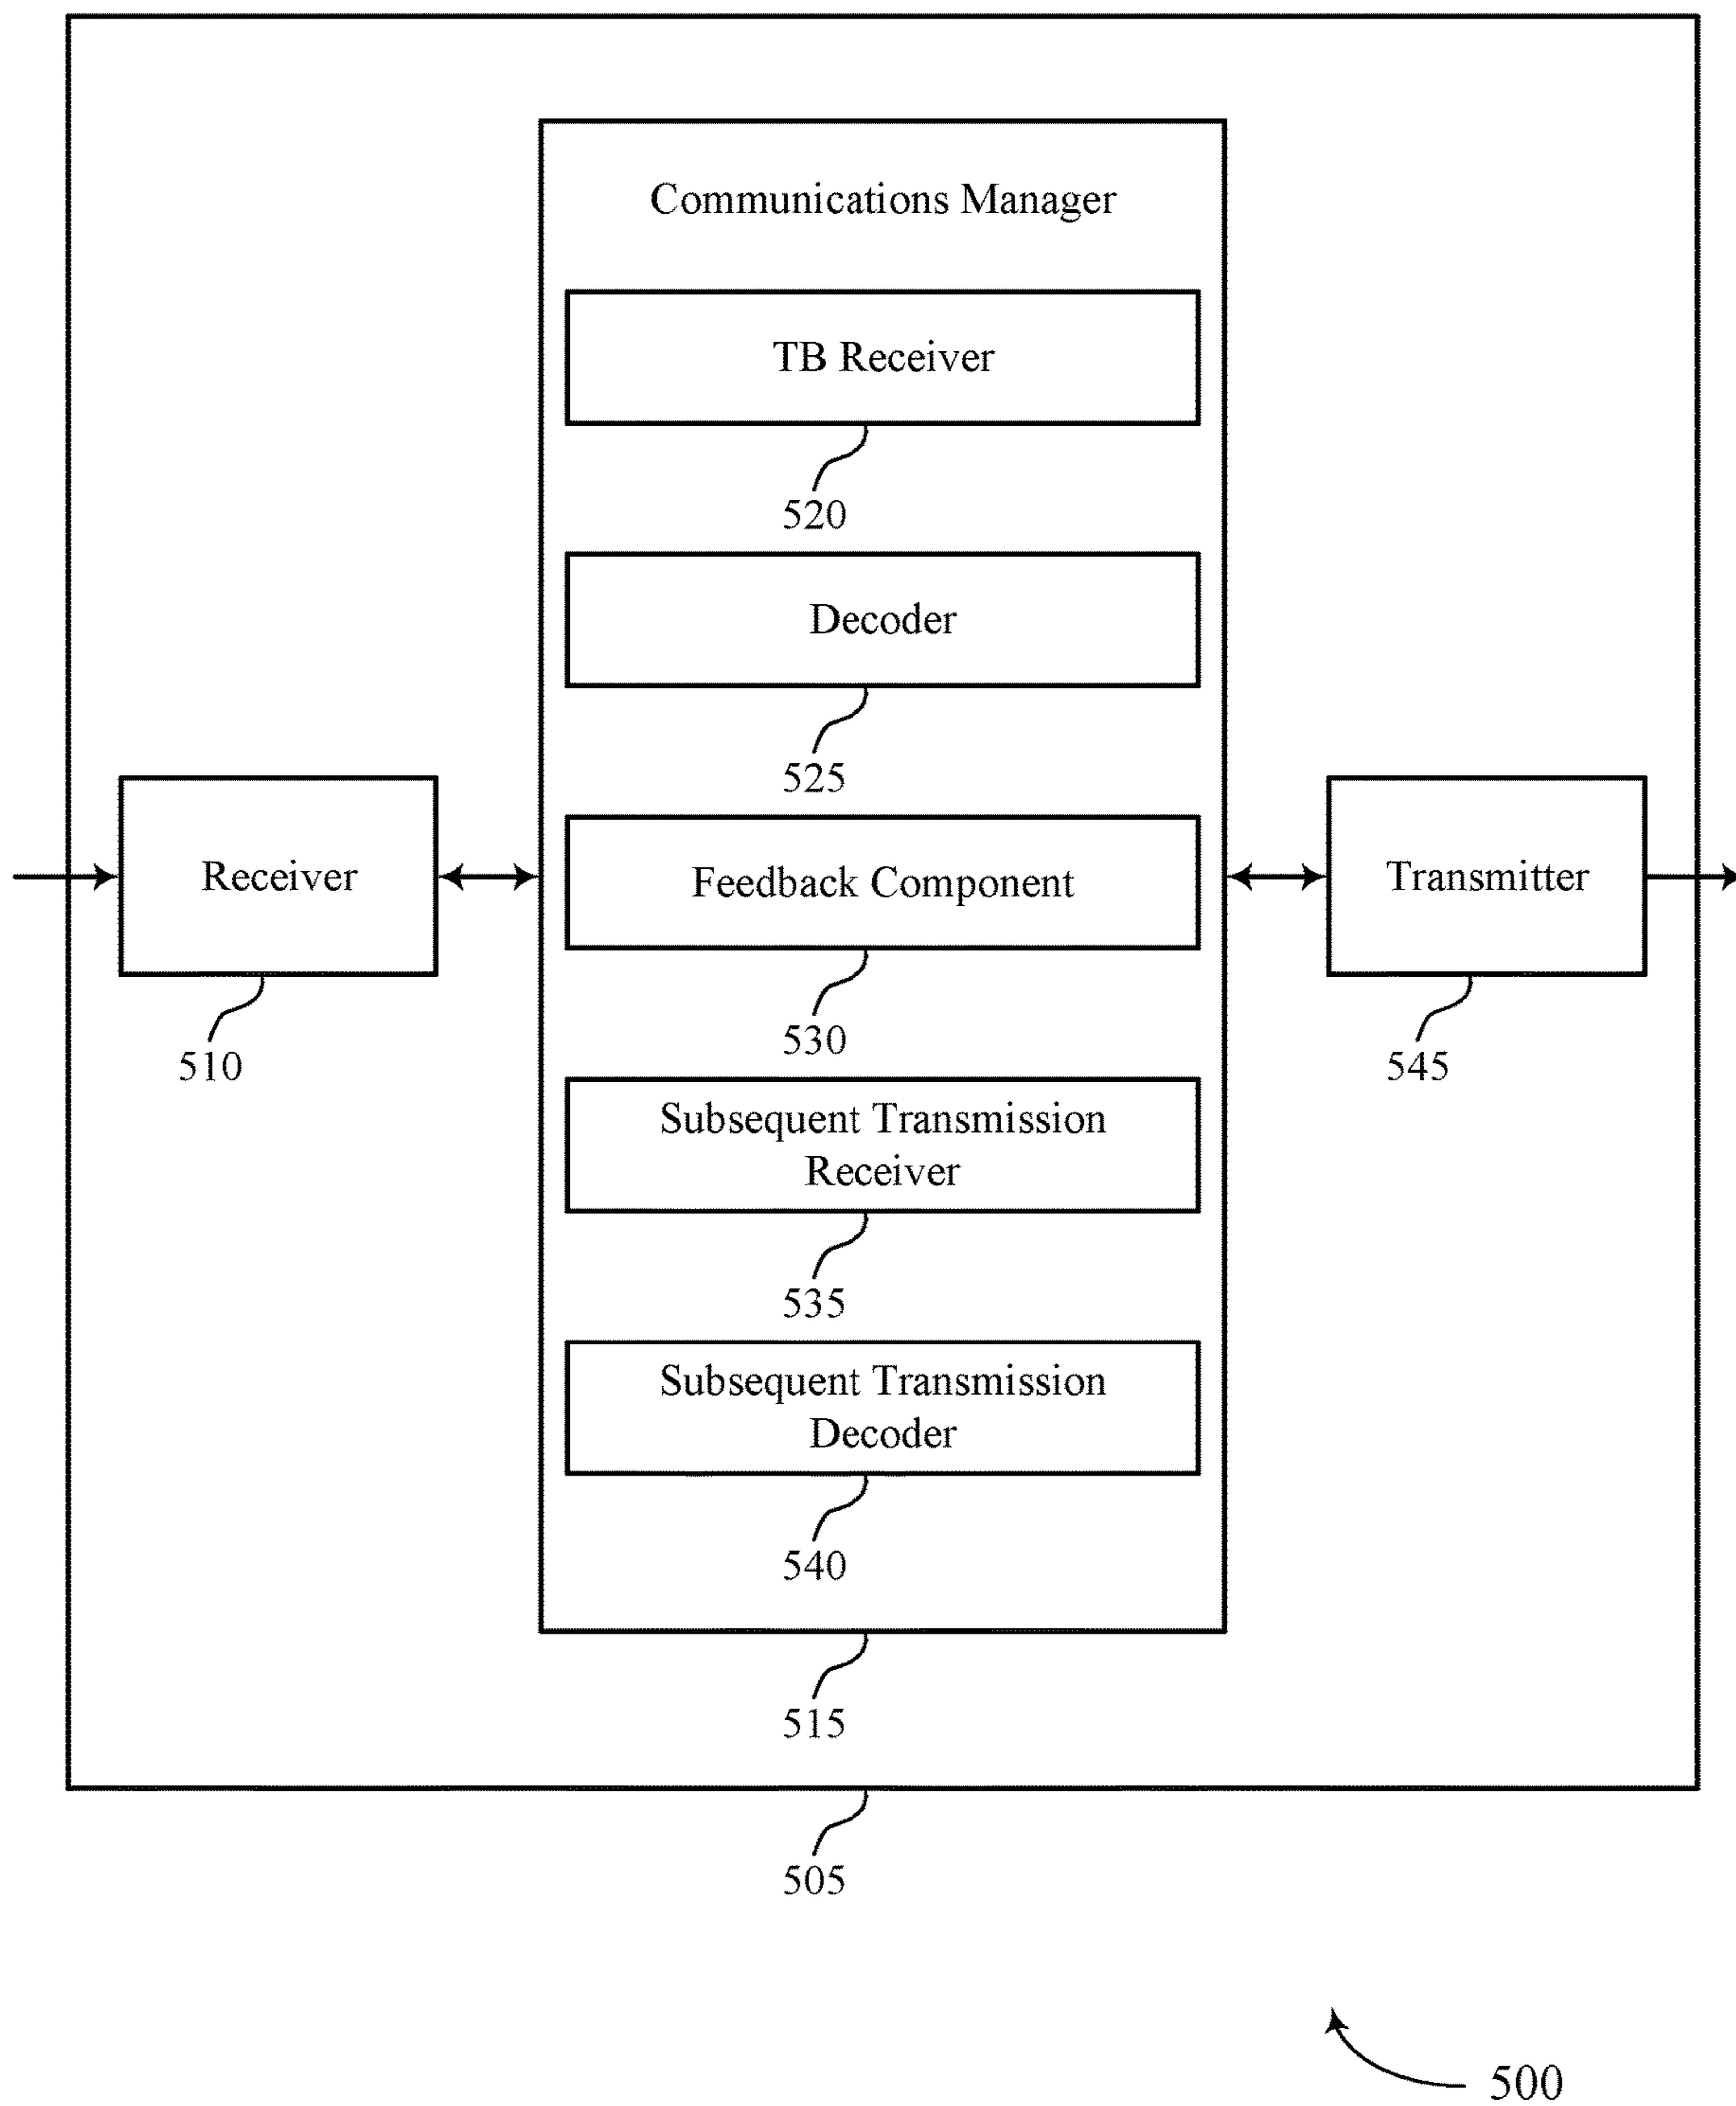 Communications Manager
TB Receiver
520
Decoder
525
Receiver
510
Feedback Component
530
Transmitter
545
Subsequent Transmission
Receiver
535
Subsequent Transmission
Decoder
540
515
505
500